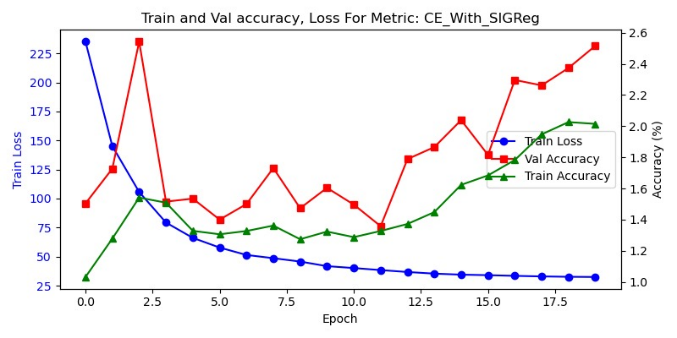 Train and Val accuracy, Loss For Metric: CE_With_SIGReg
Train Loss
225
200
175
150
125
100
75
50
25
Train Loss
Val Accuracy
Train Accuracy
2.6
2.4
2.2
2.0
1.8
1.6
1.4
1.2
1.0
Accuracy (%)
0.0 2.5 5.0 7.5 10.0 12.5 15.0 17.5
Epoch